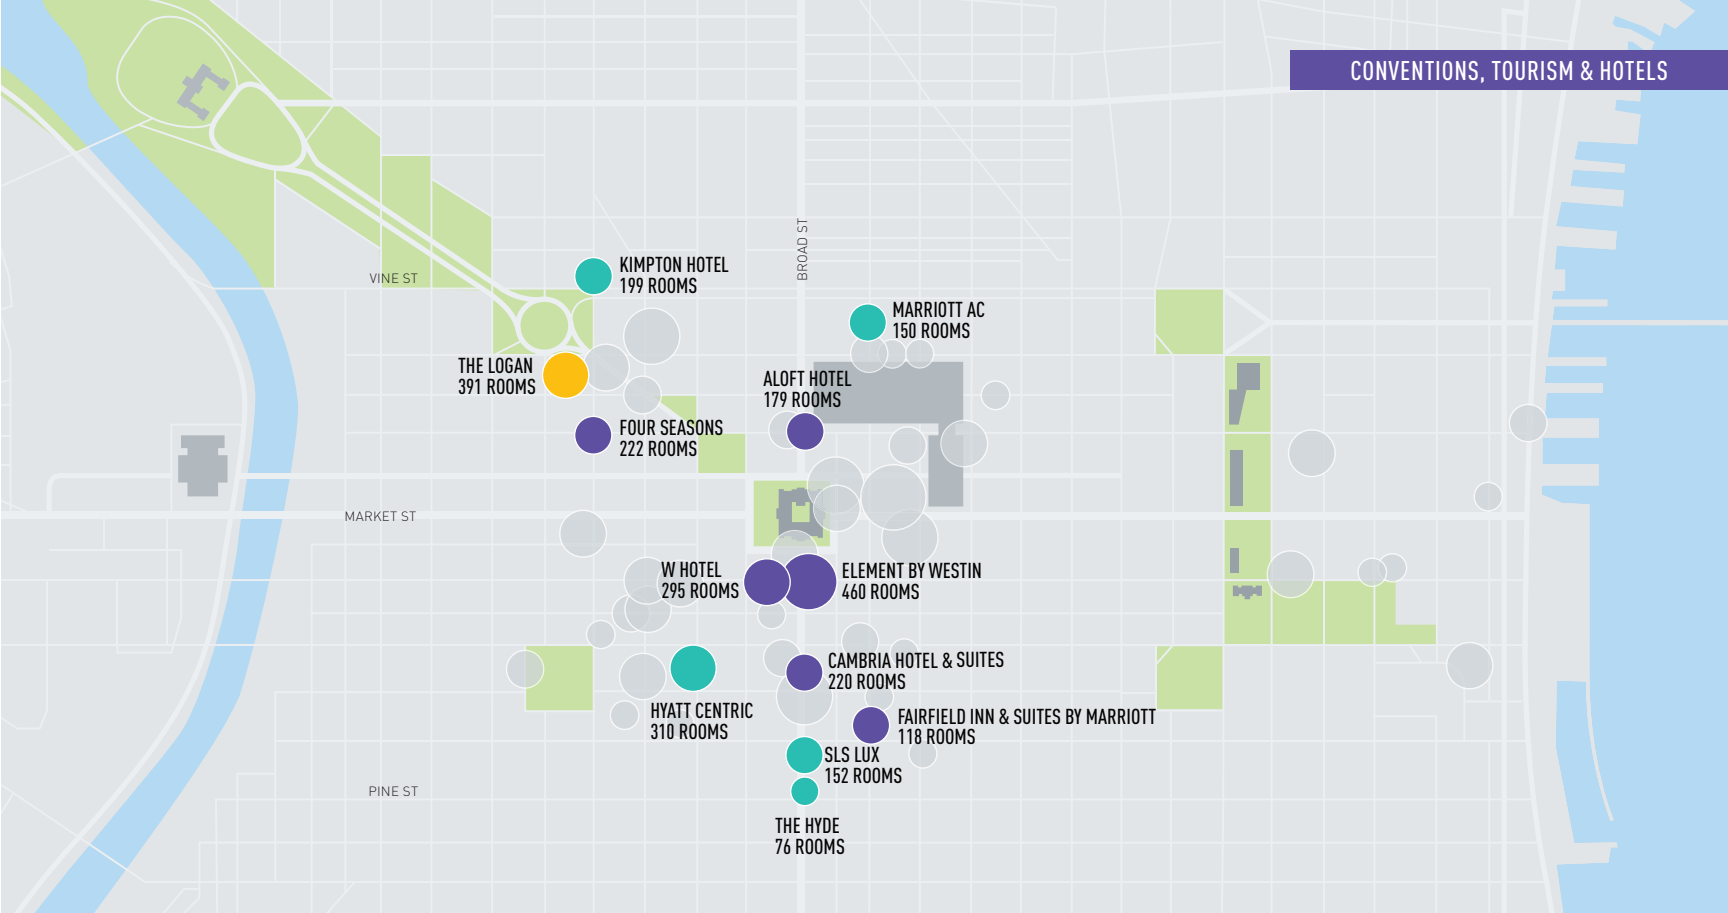 CONVENTIONS, TOURISM & HOTELS
BROAD ST
VINE ST
KIMPTON HOTEL
199 ROOMS
MARRIOTT AC
150 ROOMS
THE LOGAN
391 ROOMS
ALOFT HOTEL
179 ROOMS
FOUR SEASONS
222 ROOMS
MARKET ST
W HOTEL
295 ROOMS
ELEMENT BY WESTIN
460 ROOMS
CAMBRIA HOTEL & SUITES
220 ROOMS
HYATT CENTRIC
310 ROOMS
FAIRFIELD INN & SUITES BY MARRIOTT
118 ROOMS
SLS LUX
152 ROOMS
PINE ST
THE HYDE
76 ROOMS